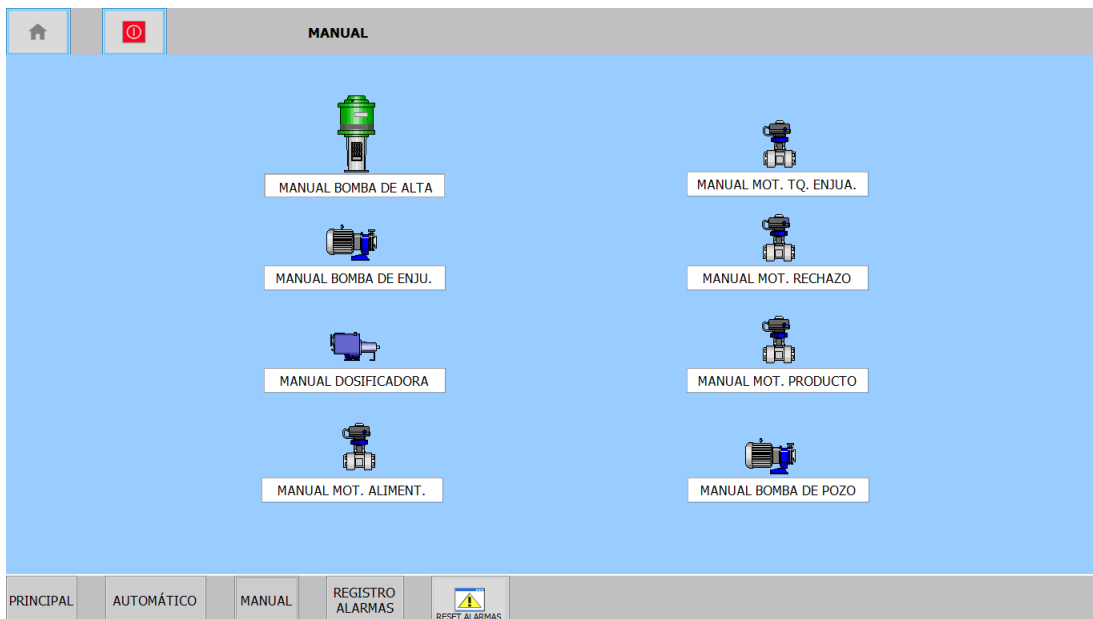 MANUAL
MANUAL BOMBA DE ALTA
MANUAL MOT. TQ. ENJUA.
MANUAL BOMBA DE ENJU.
MANUAL MOT. RECHAZO
MANUAL DOSIFICADORA
MANUAL MOT. PRODUCTO
MANUAL MOT. ALIMENT.
MANUAL BOMBA DE POZO
PRINCIPAL
AUTOMÁTICO
MANUAL
REGISTRO
ALARMAS
RESET ALARMAS